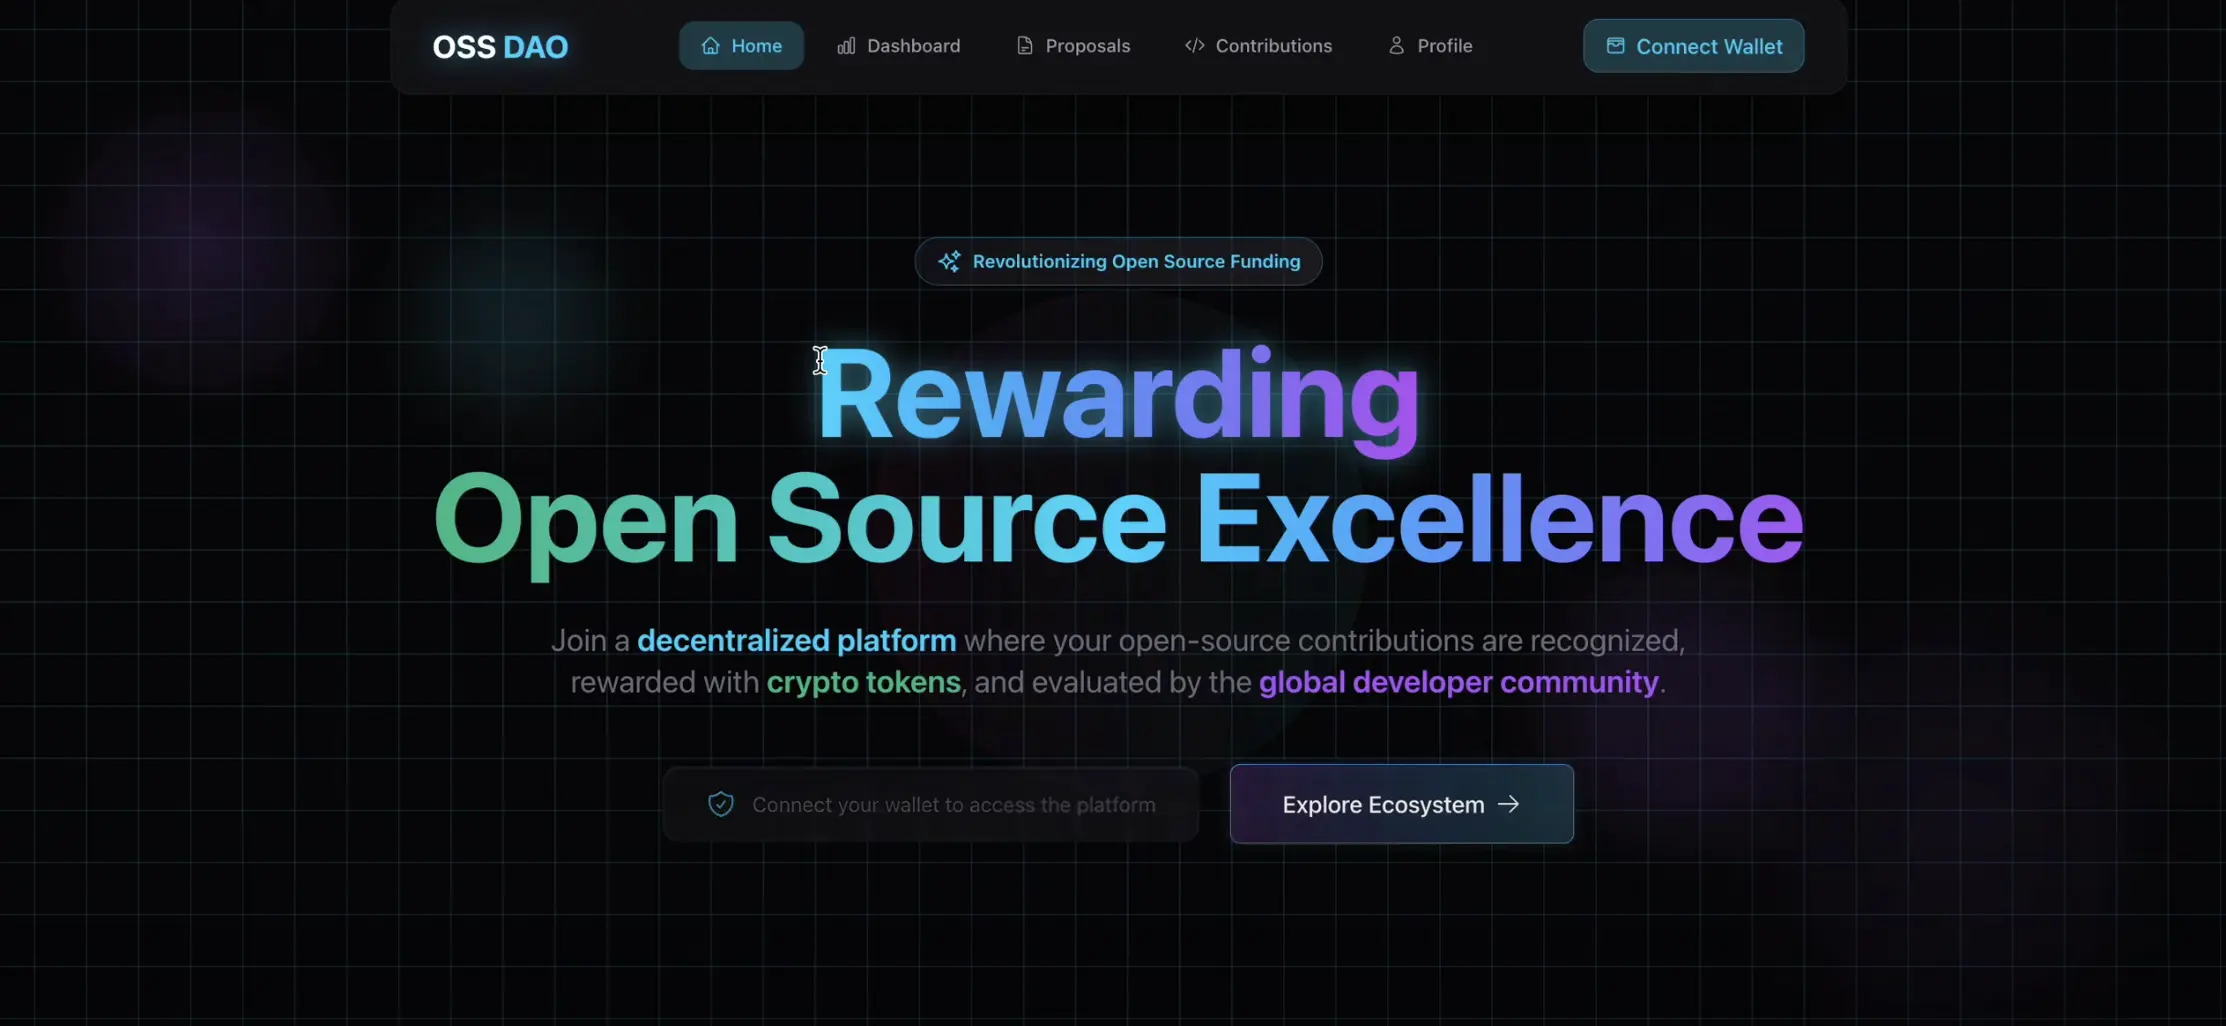 OSS DAO
Home
Dashboard
Proposals
Contributions
Profile
Connect Wallet
Revolutionizing Open Source Funding
Rewarding
Open Source Excellence
Join a decentralized platform where your open-source contributions are recognized,
rewarded with crypto tokens, and evaluated by the global developer community.
Connect your wallet to access the platform
Explore Ecosystem